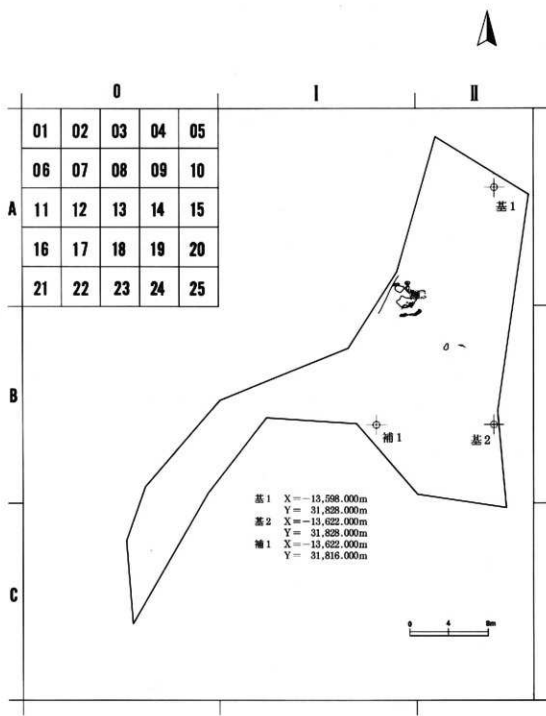 0 I II
01 02 03 04 05
06 07 08 09 10
A 11 12 13 14 15
16 17 18 19 20
21 22 23 24 25
基1
B
補1 基2
基1 X=-13,598.000m
Y= 31,828.000m
基2 X=-13,622.000m
Y= 31,828.000m
補1 X=-13,622.000m
Y= 31,816.000m
C
0 4 8m